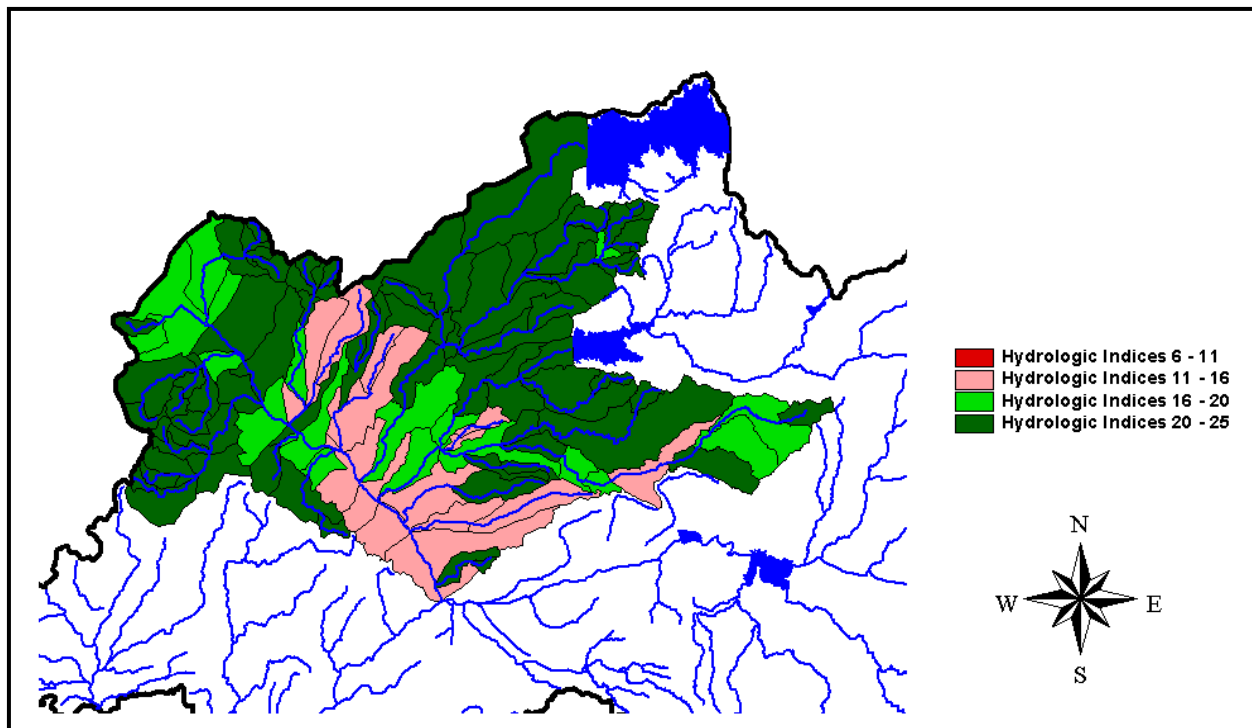 Hydrologic Indices 6 - 11
Hydrologic Indices 11 - 16
Hydrologic Indices 16 - 20
Hydrologic Indices 20 - 25
N
W E
S